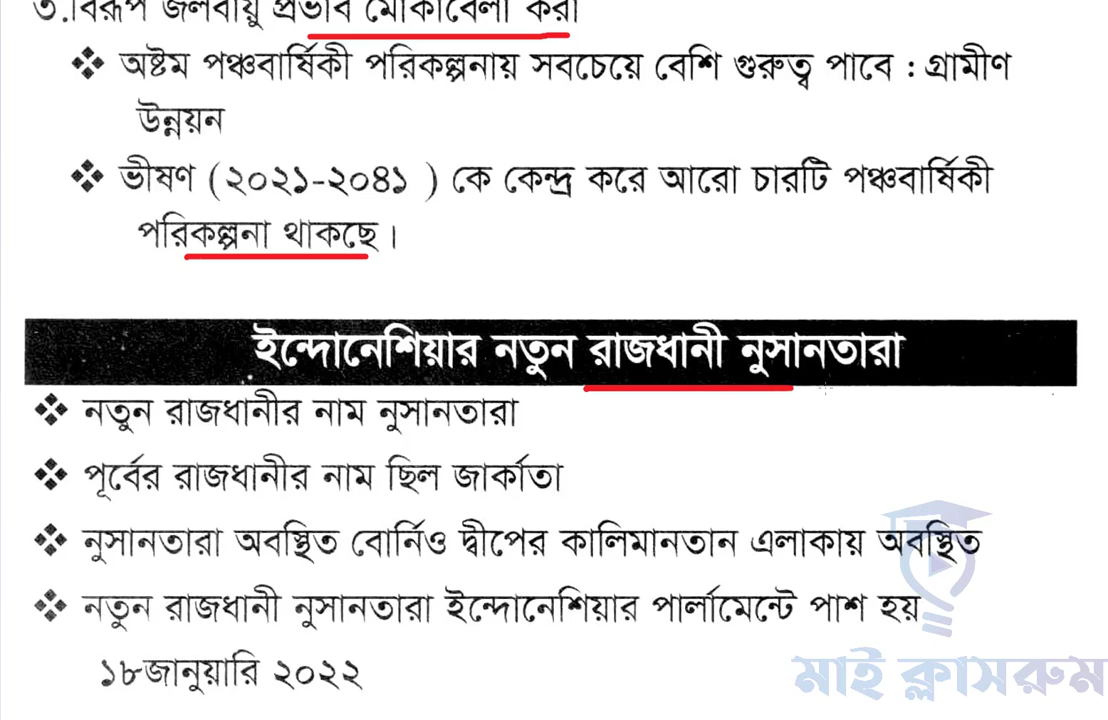 ৩.বিরূপ জলবায়ু প্রভাব মোকাবেলা করা
❖ অষ্টম পঞ্চবার্ষিকী পরিকল্পনায় সবচেয়ে বেশি গুরুত্ব পাবে : গ্রামীণ
উন্নয়ন
❖ ভীষণ (২০২১-২০৪১ ) কে কেন্দ্র করে আরো চারটি পঞ্চবার্ষিকী
পরিকল্পনা থাকছে।
ইন্দোনেশিয়ার নতুন রাজধানী নুসানতারা
❖ নতুন রাজধানীর নাম নুসানতারা
❖ পূর্বের রাজধানীর নাম ছিল জার্কাতা
❖ নুসানতারা অবস্থিত বোর্নিও দ্বীপের কালিমানতান এলাকায় অবস্থিত
❖ নতুন রাজধানী নুসানতারা ইন্দোনেশিয়ার পার্লামেন্টে পাশ হয়
১৮জানুয়ারি ২০২২
মাই ক্লাসরুম